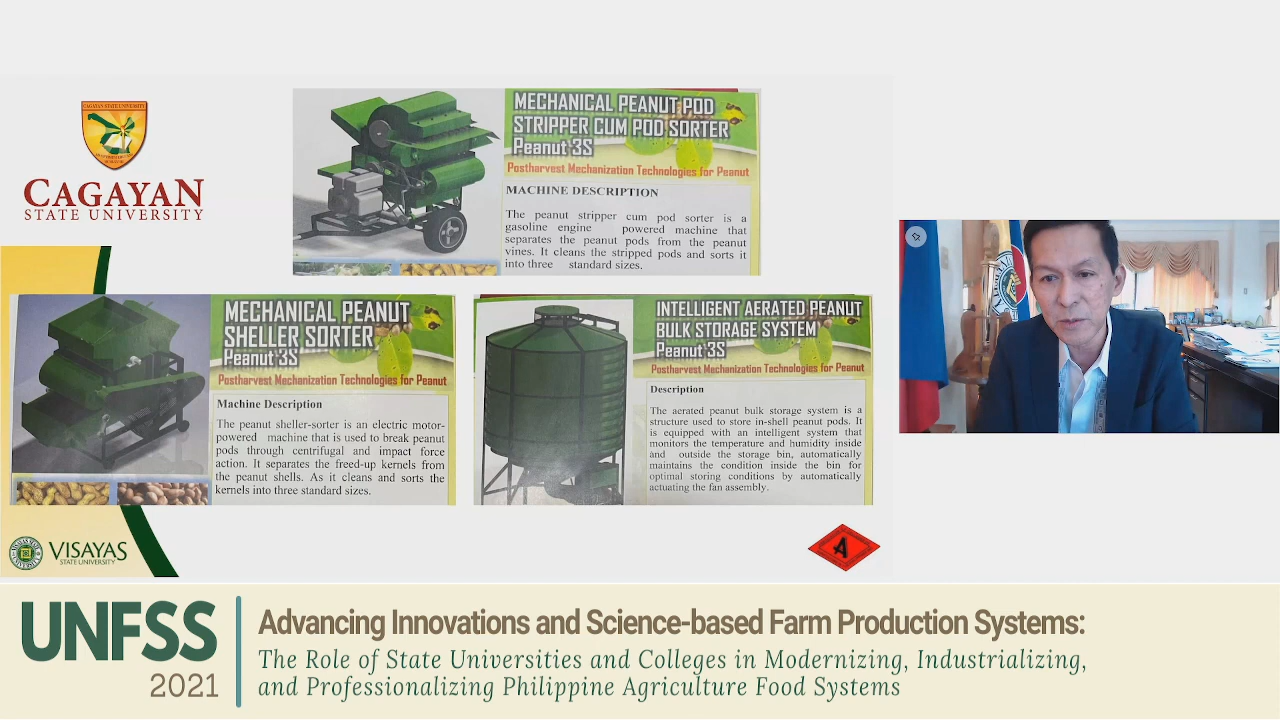 CAGAYAN STATE UNIVERSITY
CAGAYAN
STATE UNIVERSITY
MECHANICAL PEANUT POD
STRIPPER CUM POD SORTER
Peanut 3S
Postharvest Mechanization Technologies for Peanut
MACHINE DESCRIPTION
The peanut stripper cum pod sorter is a
gasoline engine powered machine that
separates the peanut pods from the peanut
vines. It cleans the stripped pods and sorts it
into three standard sizes.
MECHANICAL PEANUT
SHELLER SORTER
Peanut 3S
Postharvest Mechanization Technologies for Peanut
Machine Description
The peanut sheller-sorter is an electric motor-
powered machine that is used to break peanut
pods through centrifugal and impact force
action. It separates the freed-up kernels from
the peanut shells. As it cleans and sorts the
kernels into three standard sizes.
INTELLIGENT AERATED PEANUT
BULK STORAGE SYSTEM
Peanut 3S
Postharvest Mechanization Technologies for Peanut
Description
The aerated peanut bulk storage system is a
structure used to store in-shell peanut pods. It
is equipped with an intelligent system that
monitors the temperature and humidity inside
and outside the storage bin, automatically
maintains the condition inside the bin for
optimal storing conditions by automatically
actuating the fan assembly.
VISAYAS
STATE UNIVERSITY
A
UNFSS
2021
Advancing Innovations and Science-based Farm Production Systems:
The Role of State Universities and Colleges in Modernizing, Industrializing,
and Professionalizing Philippine Agriculture Food Systems